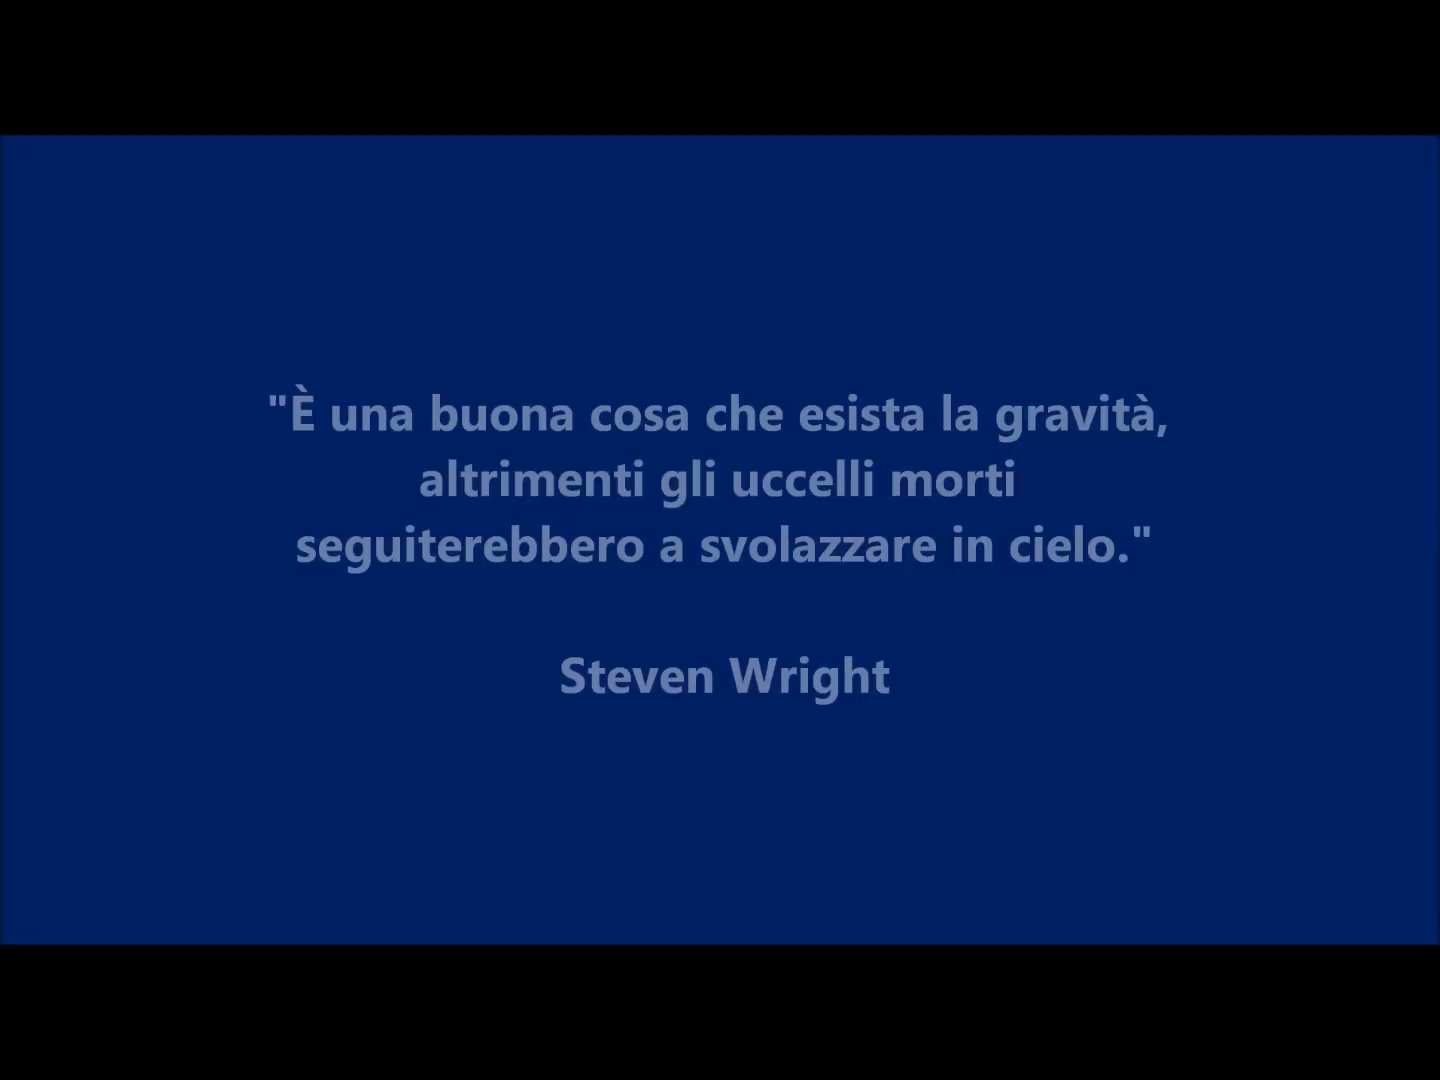 "È una buona cosa che esista la gravità,
altrimenti gli uccelli morti
seguiterebbero a svolazzare in cielo."
Steven Wright